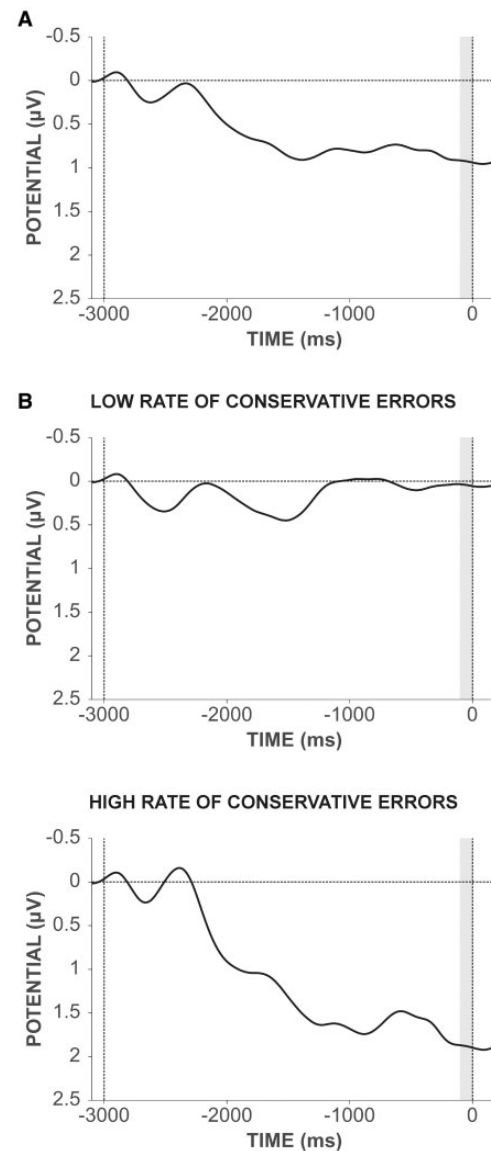 A
-0.5
0
0.5
1
1.5
2
2.5
POTENTIAL (µV)
-3000 -2000 -1000 0
TIME (ms)
B LOW RATE OF CONSERVATIVE ERRORS
-0.5
0
0.5
1
1.5
2
2.5
POTENTIAL (µV)
-3000 -2000 -1000 0
TIME (ms)
HIGH RATE OF CONSERVATIVE ERRORS
-0.5
0
0.5
1
1.5
2
2.5
POTENTIAL (µV)
-3000 -2000 -1000 0
TIME (ms)